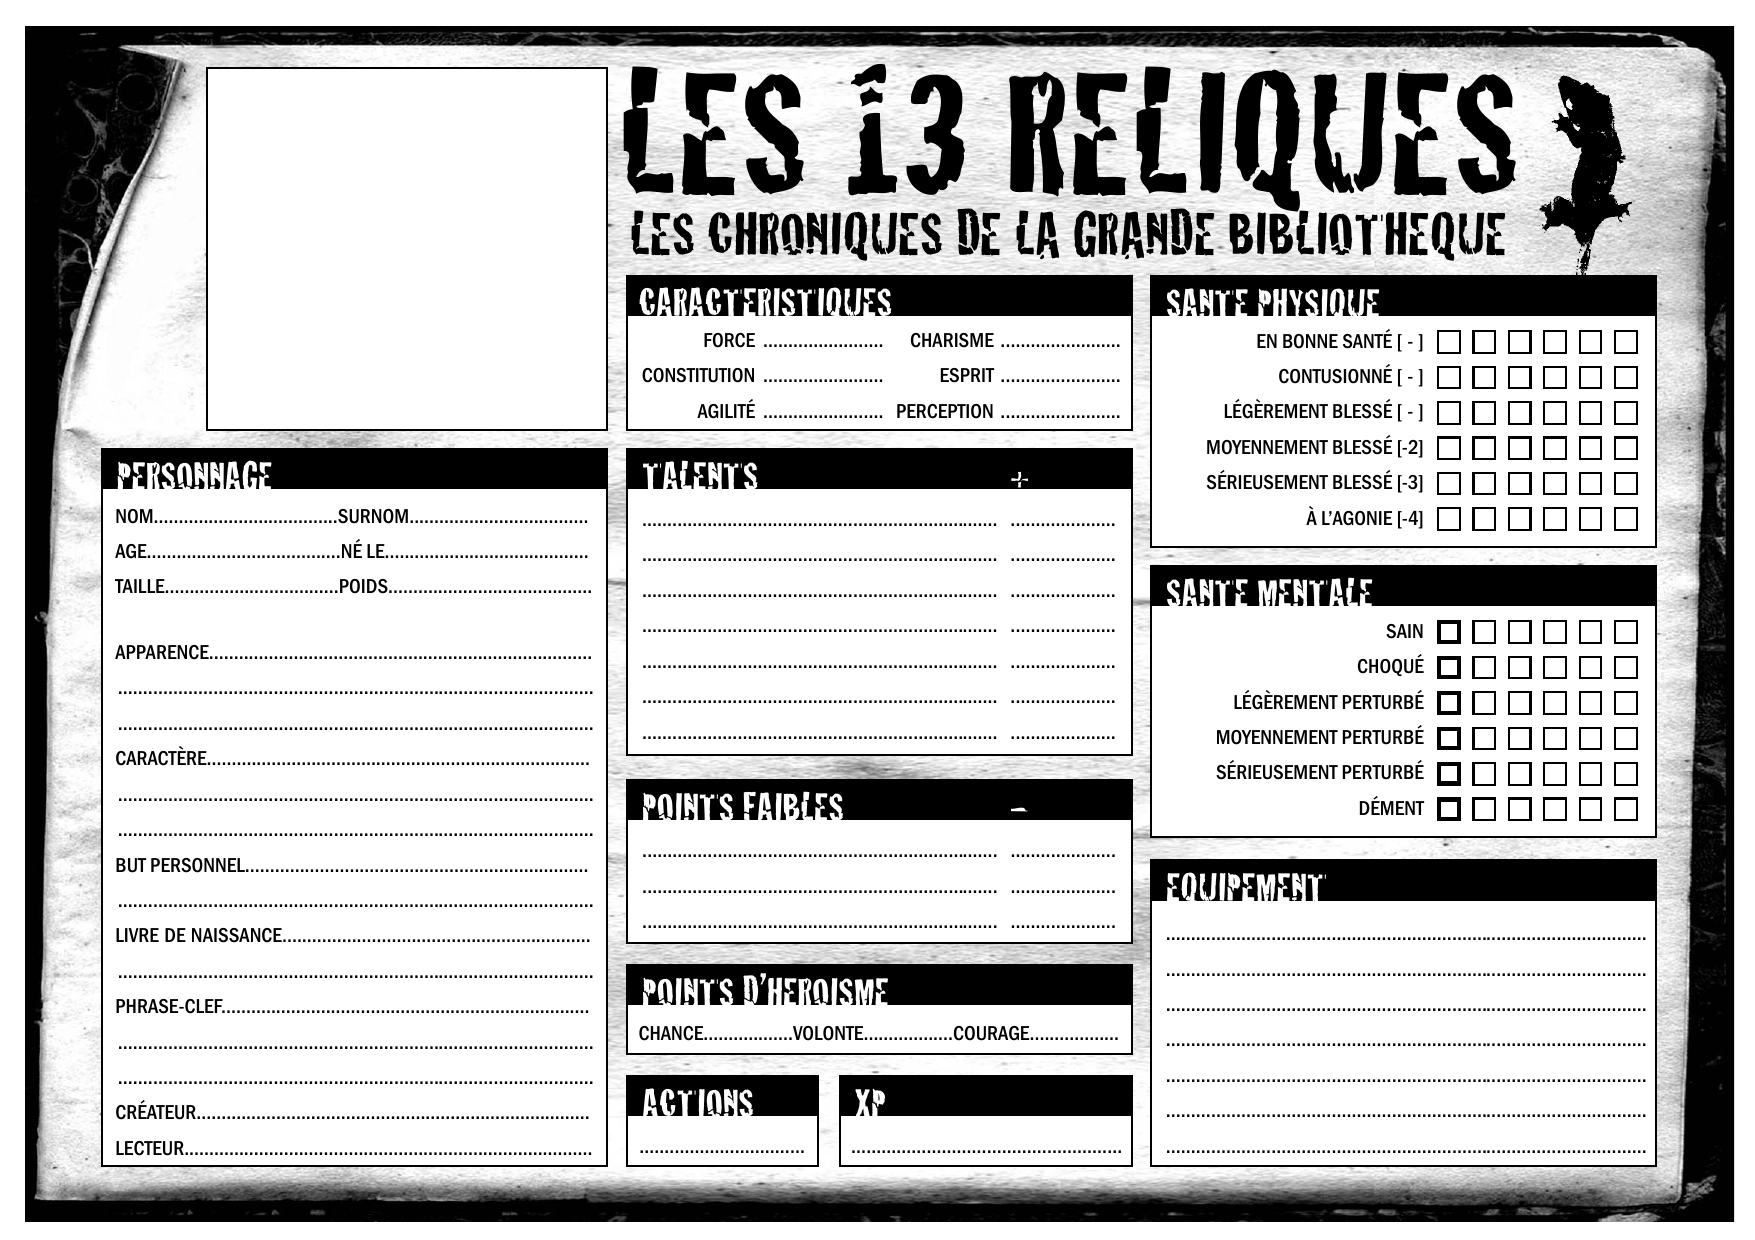 LES 13 RELIQUES
LES CHRONIQUES DE LA GRANDE BIBLIOTHEQUE
PERSONNAGE
NOM.....................................SURNOM....................................
AGE.......................................NÉ LE.........................................
TAILLE...................................POIDS.........................................
APPARENCE.............................................................................
CARACTÈRE.............................................................................
BUT PERSONNEL.....................................................................
LIVRE DE NAISSANCE..............................................................
PHRASE-CLEF..........................................................................
CRÉATEUR...............................................................................
LECTEUR..................................................................................
CARACTERISTIQUES
FORCE ........................ CHARISME ........................
CONSTITUTION ........................ ESPRIT ........................
AGILITÉ ........................ PERCEPTION ........................
TALENTS +
POINTS FAIBLES –
POINTS D'HEROISME
CHANCE..................VOLONTE..................COURAGE..................
ACTIONS
XP
SANTE PHYSIQUE
EN BONNE SANTÉ [ - ]
CONTUSIONNÉ [ - ]
LÉGÈREMENT BLESSÉ [ - ]
MOYENNEMENT BLESSÉ [-2]
SÉRIEUSEMENT BLESSÉ [-3]
À L'AGONIE [-4]
SANTE MENTALE
SAIN
CHOQUÉ
LÉGÈREMENT PERTURBÉ
MOYENNEMENT PERTURBÉ
SÉRIEUSEMENT PERTURBÉ
DÉMENT
EQUIPEMENT